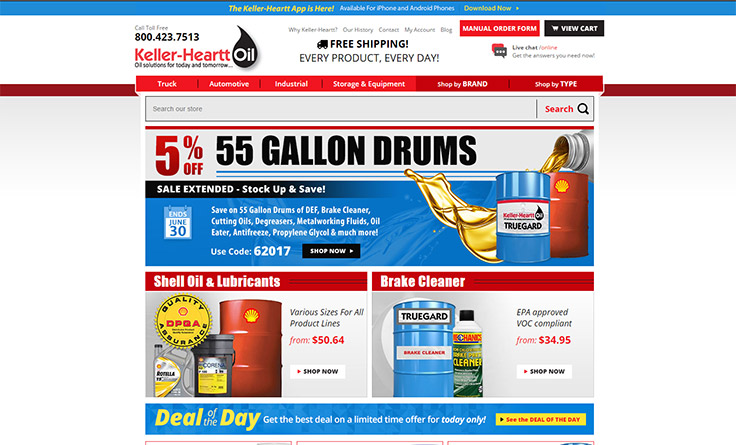 The Keller-Heartt App is Here! Available For iPhone and Android Phones Download Now
Call Toll Free
800.423.7513
Keller-Heartt Oil
Oil solutions for today and tomorrow...
Why Keller-Heartt? Our History Contact My Account Blog
FREE SHIPPING!
EVERY PRODUCT, EVERY DAY!
MANUAL ORDER FORM
VIEW CART
Live chat /online
Get the answers you need now!
Truck Automotive Industrial Storage & Equipment Shop by BRAND Shop by TYPE
Search our store Search
5% OFF
55 GALLON DRUMS
SALE EXTENDED - Stock Up & Save!
ENDS
JUNE
30
Save on 55 Gallon Drums of DEF, Brake Cleaner,
Cutting Oils, Degreasers, Metalworking Fluids, Oil
Eater, Antifreeze, Propylene Glycol & much more!
Use Code: 62017 SHOP NOW
Keller-Heartt Oil
TRUEGARD
Shell Oil & Lubricants
QUALITY
DPQA
ASSURANCE
ROTELLA
Various Sizes For All
Product Lines
from: $50.64
SHOP NOW
Brake Cleaner
TRUEGARD
BRAKE CLEANER
CLEANER
EPA approved
VOC compliant
from: $34.95
SHOP NOW
Deal of the Day Get the best deal on a limited time offer for today only! See the DEAL OF THE DAY